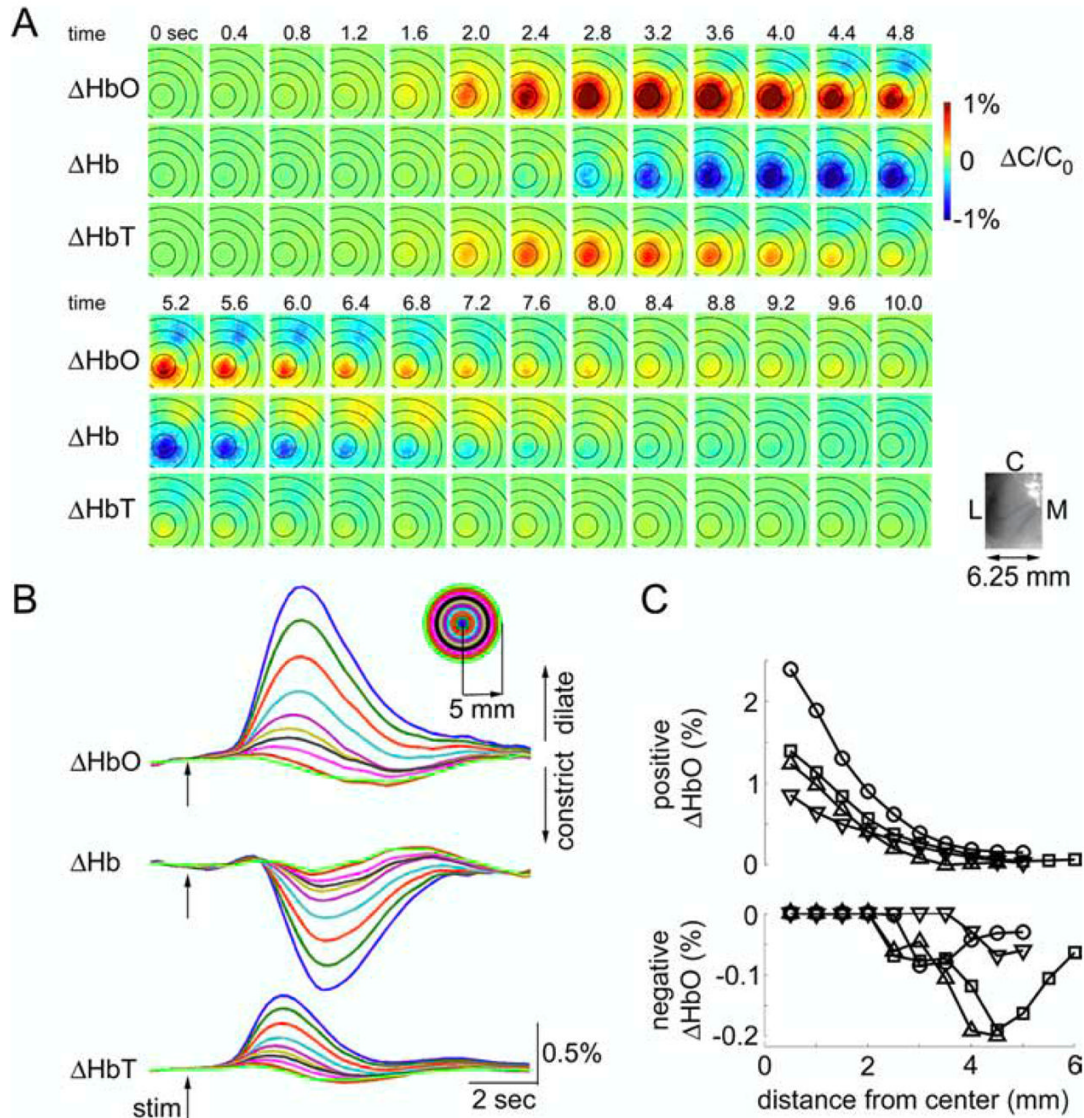 A
time 0 sec 0.4 0.8 1.2 1.6 2.0 2.4 2.8 3.2 3.6 4.0 4.4 4.8
ΔHbO
ΔHb
ΔHbT
1%
0
-1%
ΔC/C0
time 5.2 5.6 6.0 6.4 6.8 7.2 7.6 8.0 8.4 8.8 9.2 9.6 10.0
ΔHbO
ΔHb
ΔHbT
C
L M
6.25 mm
B
5 mm
dilate
constrict
ΔHbO
ΔHb
ΔHbT
stim
0.5%
2 sec
C
positive
ΔHbO (%)
2
1
0
negative
ΔHbO (%)
0
-0.1
-0.2
0 2 4 6
distance from center (mm)